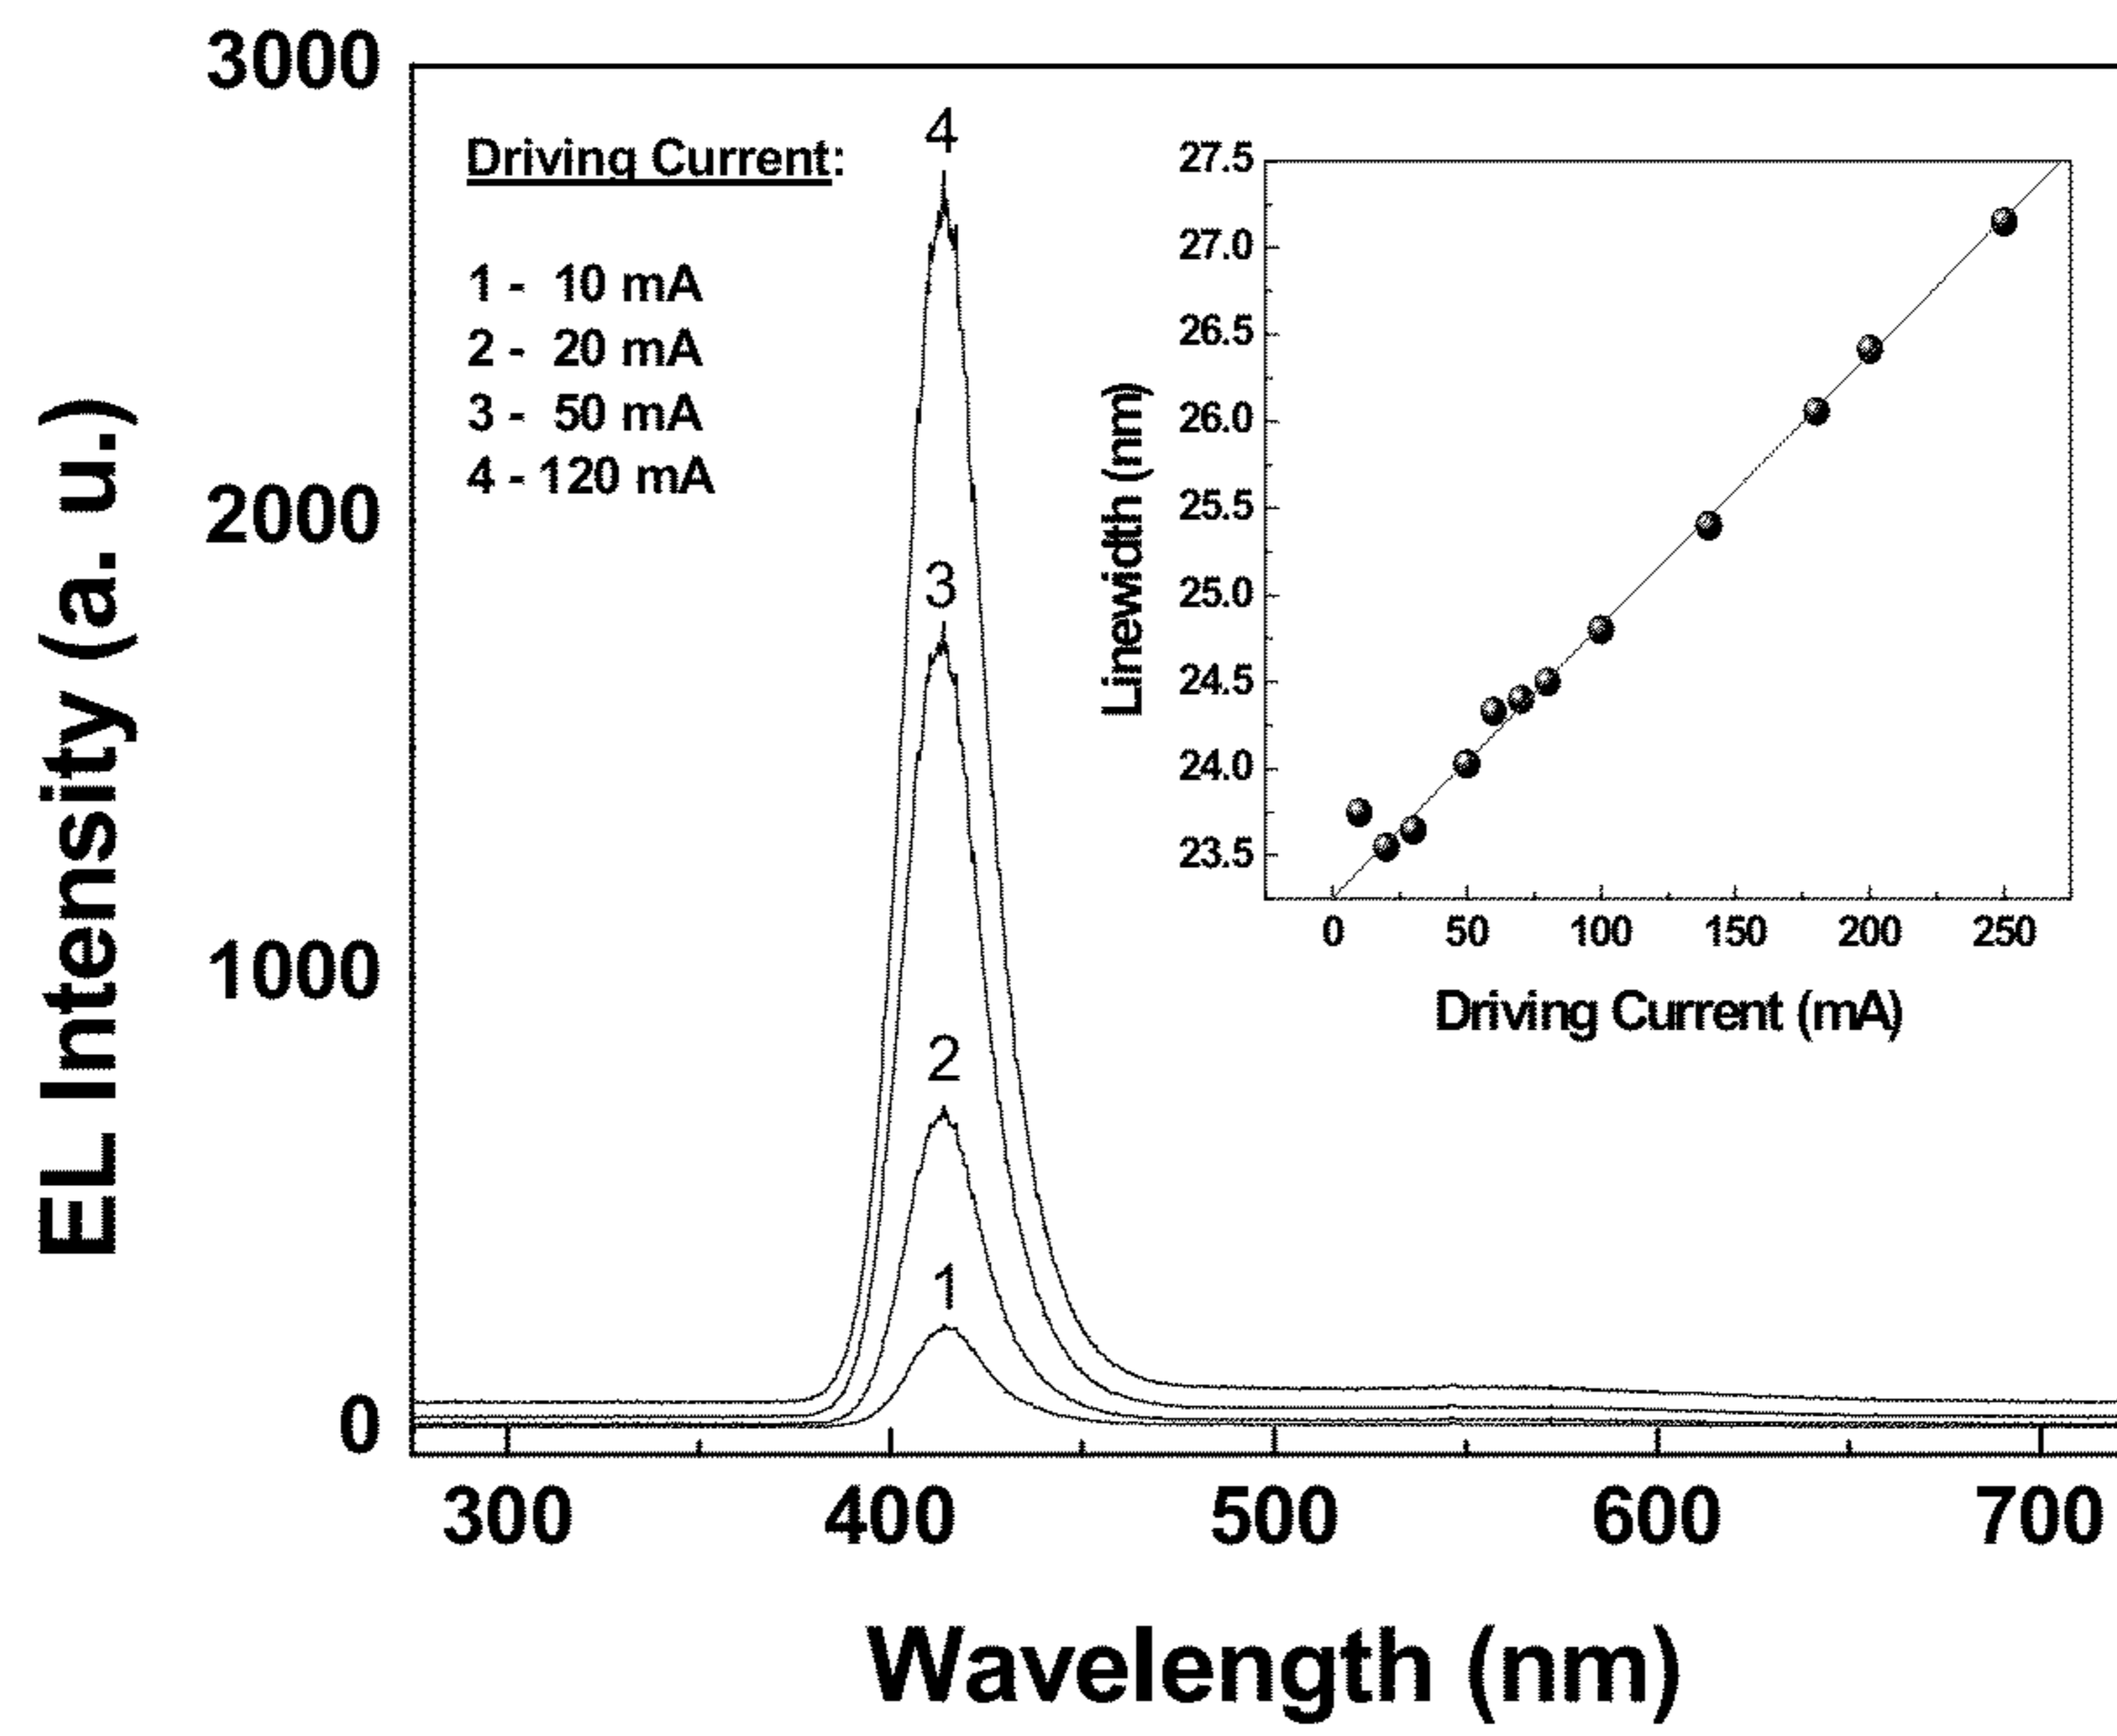 3000
2000
1000
0
EL Intensity (a. u.)
Driving Current:
1 - 10 mA
2 - 20 mA
3 - 50 mA
4 - 120 mA
4
3
2
1
27.5
27.0
26.5
26.0
25.5
25.0
24.5
24.0
23.5
Linewidth (nm)
0 50 100 150 200 250
Driving Current (mA)
300 400 500 600 700
Wavelength (nm)